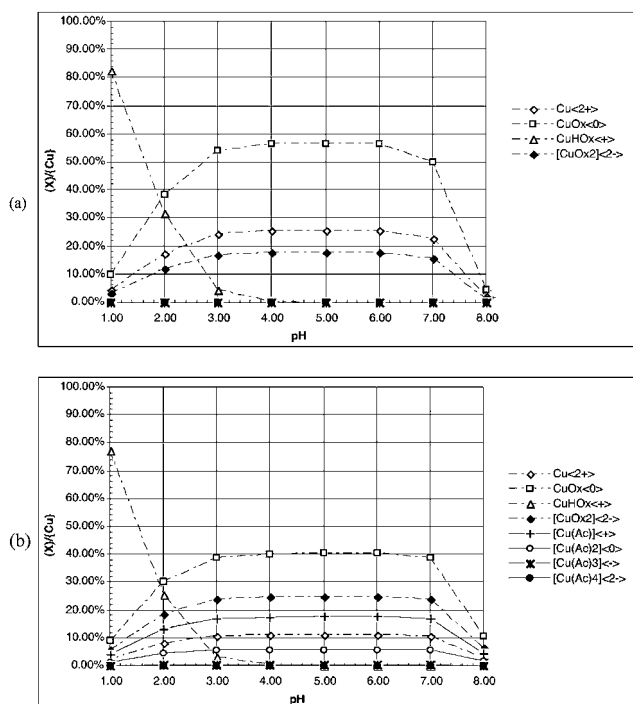 (a)
{X}/{Cu}
100.00%
90.00%
80.00%
70.00%
60.00%
50.00%
40.00%
30.00%
20.00%
10.00%
0.00%
1.00 2.00 3.00 4.00 5.00 6.00 7.00 8.00
pH
Cu<2+>
CuOx<0>
CuHOx<+>
[CuOx2]<2->
(b)
{X}/{Cu}
100.00%
90.00%
80.00%
70.00%
60.00%
50.00%
40.00%
30.00%
20.00%
10.00%
0.00%
1.00 2.00 3.00 4.00 5.00 6.00 7.00 8.00
pH
Cu<2+>
CuOx<0>
CuHOx<+>
[CuOx2]<2->
[Cu(Ac)]<+>
[Cu(Ac)2]<0>
[Cu(Ac)3]<->
[Cu(Ac)4]<2->